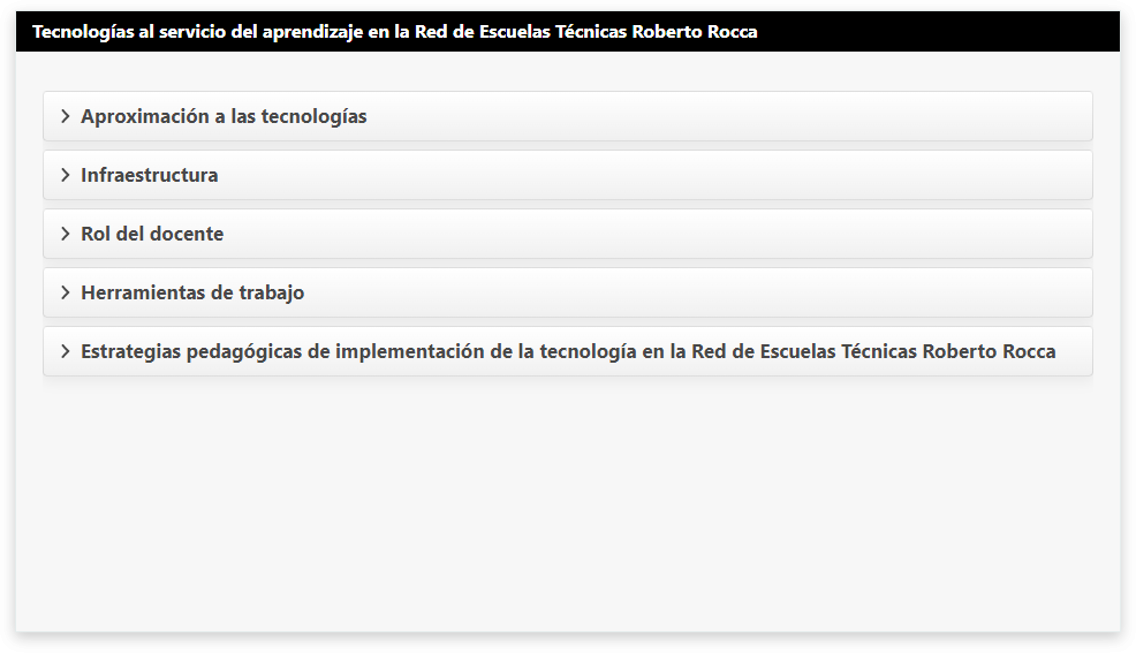 Tecnologías al servicio del aprendizaje en la Red de Escuelas Técnicas Roberto Rocca
Aproximación a las tecnologías
Infraestructura
Rol del docente
Herramientas de trabajo
Estrategias pedagógicas de implementación de la tecnología en la Red de Escuelas Técnicas Roberto Rocca